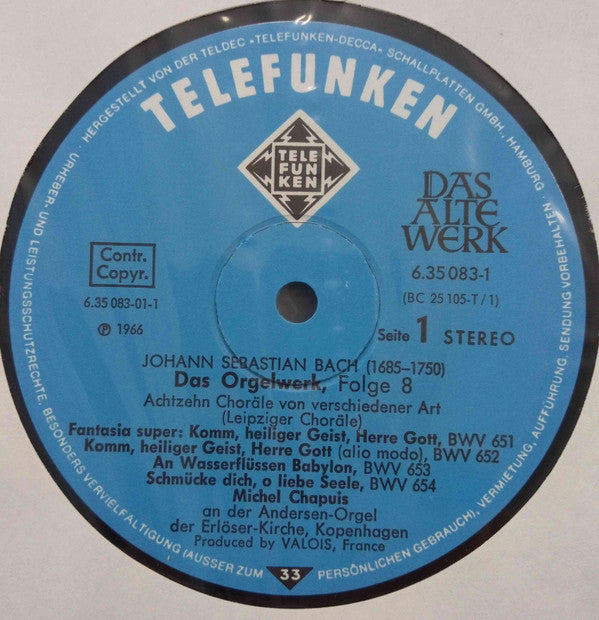 HERGESTELLT VON DER TELDEC »TELEFUNKEN-DECCA« SCHALLPLATTEN GMBH., HAMBURG ·
URHEBER- UND LEISTUNGSSCHUTZRECHTE, BESONDERS VERVIELFÄLTIGUNG (AUSSER ZUM PERSÖNLICHEN GEBRAUCH), VERMIETUNG, AUFFÜHRUNG, SENDUNG VORBEHALTEN ·
TELEFUNKEN
TELE
FUN
KEN
DAS
ALTE
WERK
Contr.
Copyr.
6.35 083-1
6.35 083-01-1
(BC 25 105-T/1)
℗ 1966
Seite 1 STEREO
JOHANN SEBASTIAN BACH (1685–1750)
Das Orgelwerk, Folge 8
Achtzehn Choräle von verschiedener Art
(Leipziger Choräle)
Fantasia super: Komm, heiliger Geist, Herre Gott, BWV 651
Komm, heiliger Geist, Herre Gott (alio modo), BWV 652
An Wasserflüssen Babylon, BWV 653
Schmücke dich, o liebe Seele, BWV 654
Michel Chapuis
an der Andersen-Orgel
der Erlöser-Kirche, Kopenhagen
Produced by VALOIS, France
33